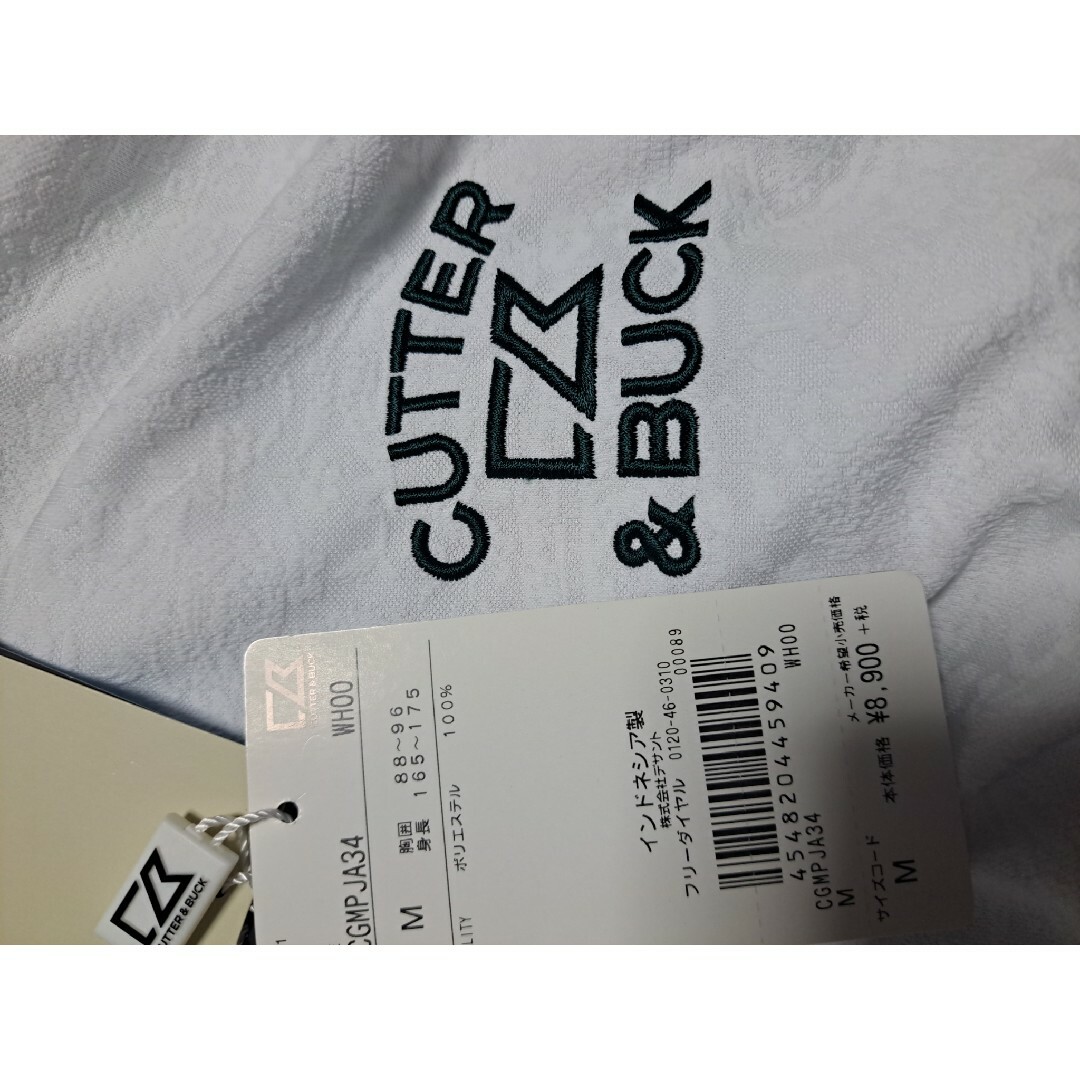 CUTTER
& BUCK
CUTTER & BUCK
CGMPJA34 WH00
M 胸囲 88~96
身長 165~175
ポリエステル 100%
インドネシア製
株式会社デサント
フリーダイヤル 0120-46-0310
00089
4548204459409
CGMPJA34 WH00
M
メーカー希望小売価格
サイズコード 本体価格 ¥8,900 +税
M